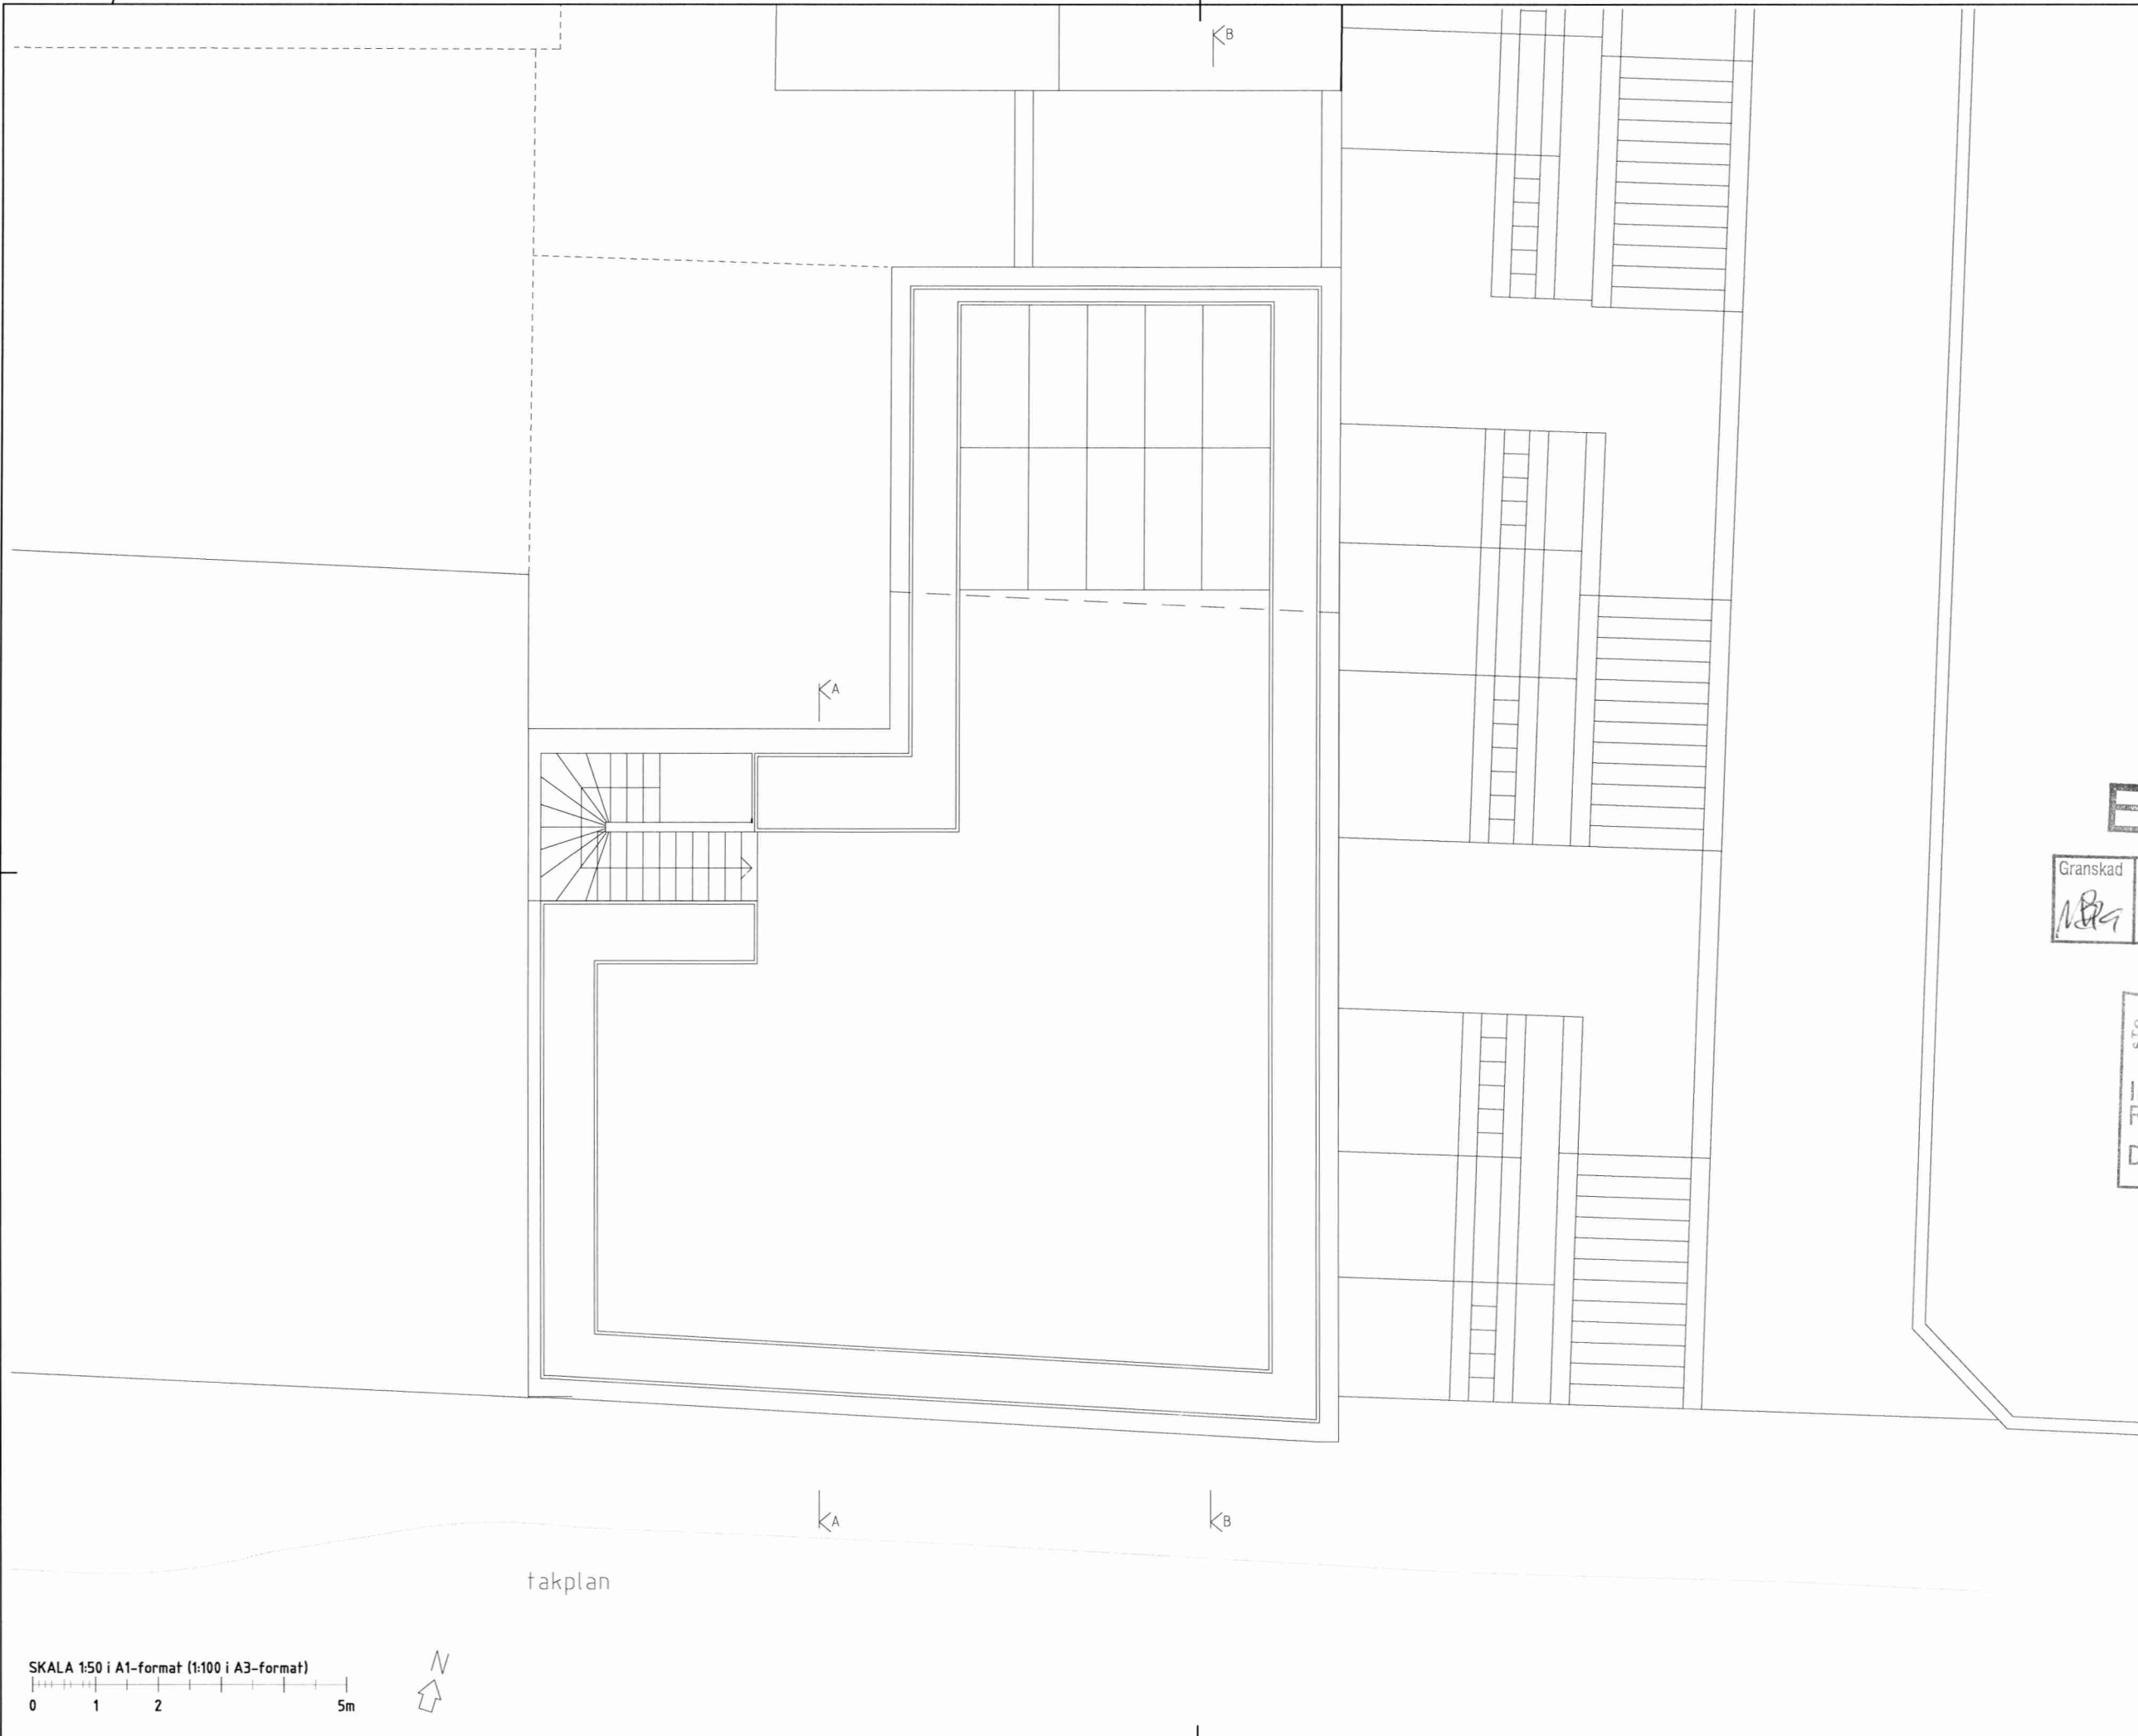 B
A
Granskad
A
B
takplan
N
SKALA 1:50 i A1-format (1:100 i A3-format)
0 1 2 5m